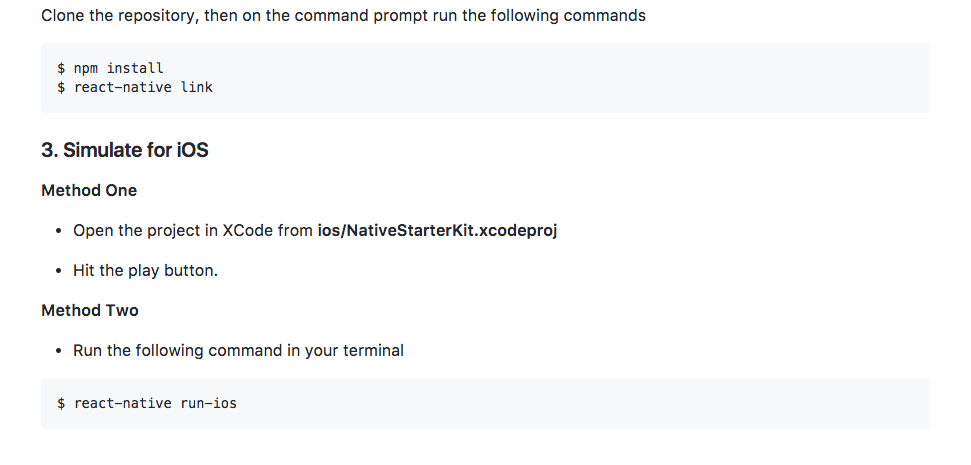 Clone the repository, then on the command prompt run the following commands
$ npm install
$ react-native link
3. Simulate for iOS
Method One
• Open the project in XCode from ios/NativeStarterKit.xcodeproj
• Hit the play button.
Method Two
• Run the following command in your terminal
$ react-native run-ios